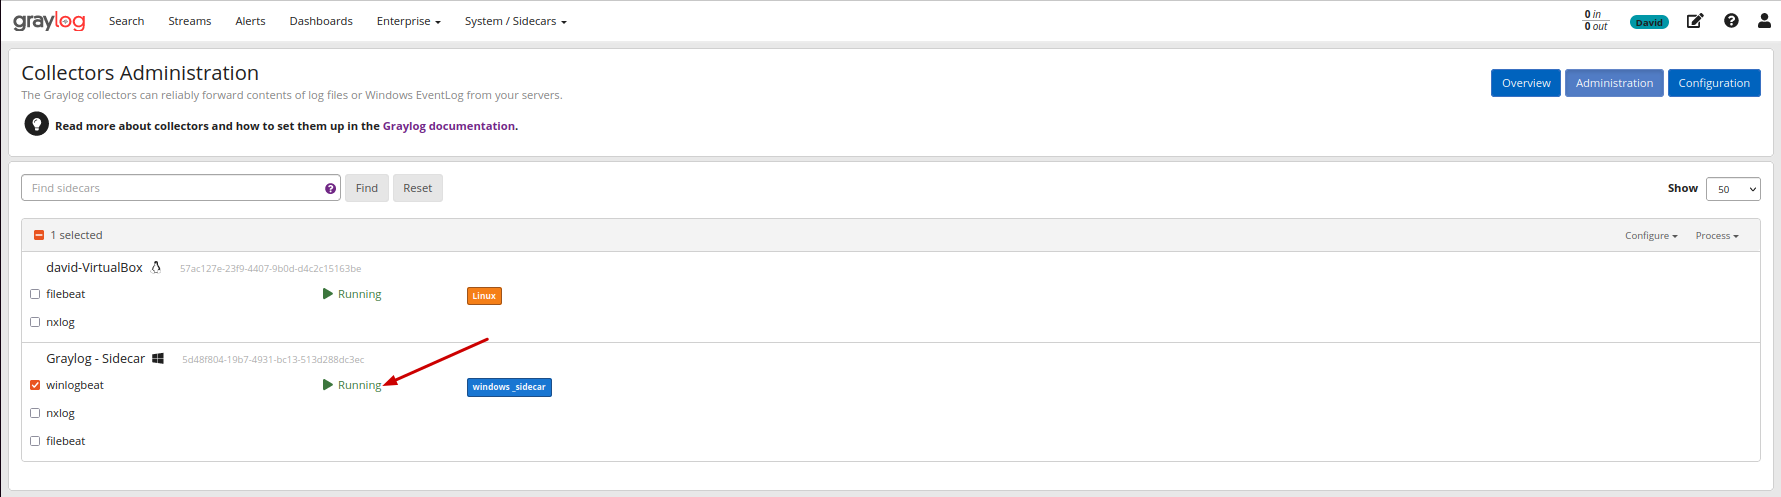 graylog Search Streams Alerts Dashboards Enterprise System / Sidecars 0 in David
0 out
Collectors Administration
Overview Administration Configuration
The Graylog collectors can reliably forward contents of log files or Windows EventLog from your servers.
Read more about collectors and how to set them up in the Graylog documentation.
Find sidecars ? Find Reset Show 50
1 selected Configure Process
david-VirtualBox 57ac127e-23f9-4407-9b0d-d4c2c15163be
filebeat Running Linux
nxlog
Graylog - Sidecar 5d48f804-19b7-4931-bc13-513d288dc3ec
winlogbeat Running windows _sidecar
nxlog
filebeat